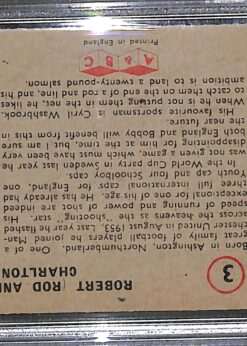 3
ROBERT (ROD AND
CHARLTON
Born in Ashington, Northumberland. One of a
great family of football players he joined Man-
chester United in August 1953. Last year he flashed
across the heavens as the "shooting" star. His
speed of running and power of shot are indeed
exceptional for one of his age. He has already had
three full international caps for England, one
Youth cap and four Schoolboy caps.
In the World Cup party in Sweden last year he
was not given a game, which must have been very
disappointing for him at the time, but I am sure
both England and Bobby will benefit from this in
the near future.
His favourite sportsman is Cyril Washbrook.
When he is not putting them in the net, he likes
to catch them on the end of a rod and line, and his
ambition is to land a twenty-pound salmon.
A & B C
Printed in England